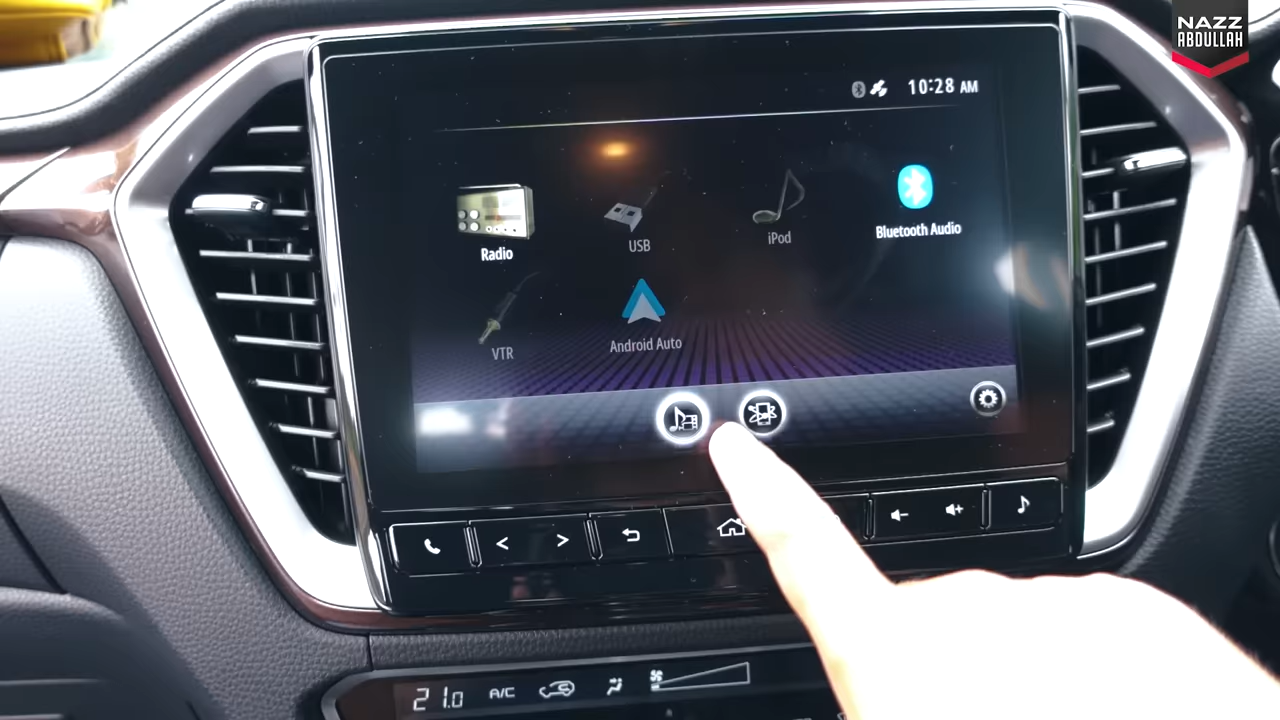 NAZZ
ABDULLAH
10:28 AM
Radio
USB
iPod
Bluetooth Audio
VTR
Android Auto
21.0
A/C